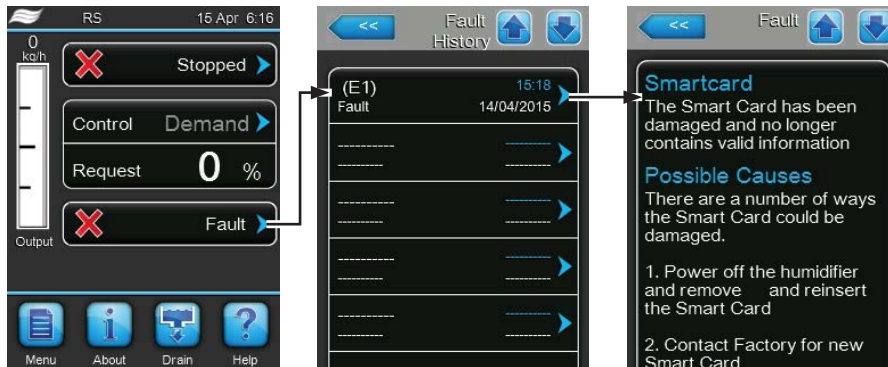 RS 15 Apr 6:16
0
kg/h
Stopped
Control Demand
Request 0 %
Fault
Output
Menu About Drain Help
<< Fault
History
(E1) 15:18
Fault 14/04/2015
---------- --------
---------- ----------
---------- --------
---------- ----------
---------- --------
---------- ----------
---------- --------
---------- ----------
<< Fault
Smartcard
The Smart Card has been
damaged and no longer
contains valid information
Possible Causes
There are a number of ways
the Smart Card could be
damaged.
1. Power off the humidifier
and remove and reinsert
the Smart Card
2. Contact Factory for new
Smart Card